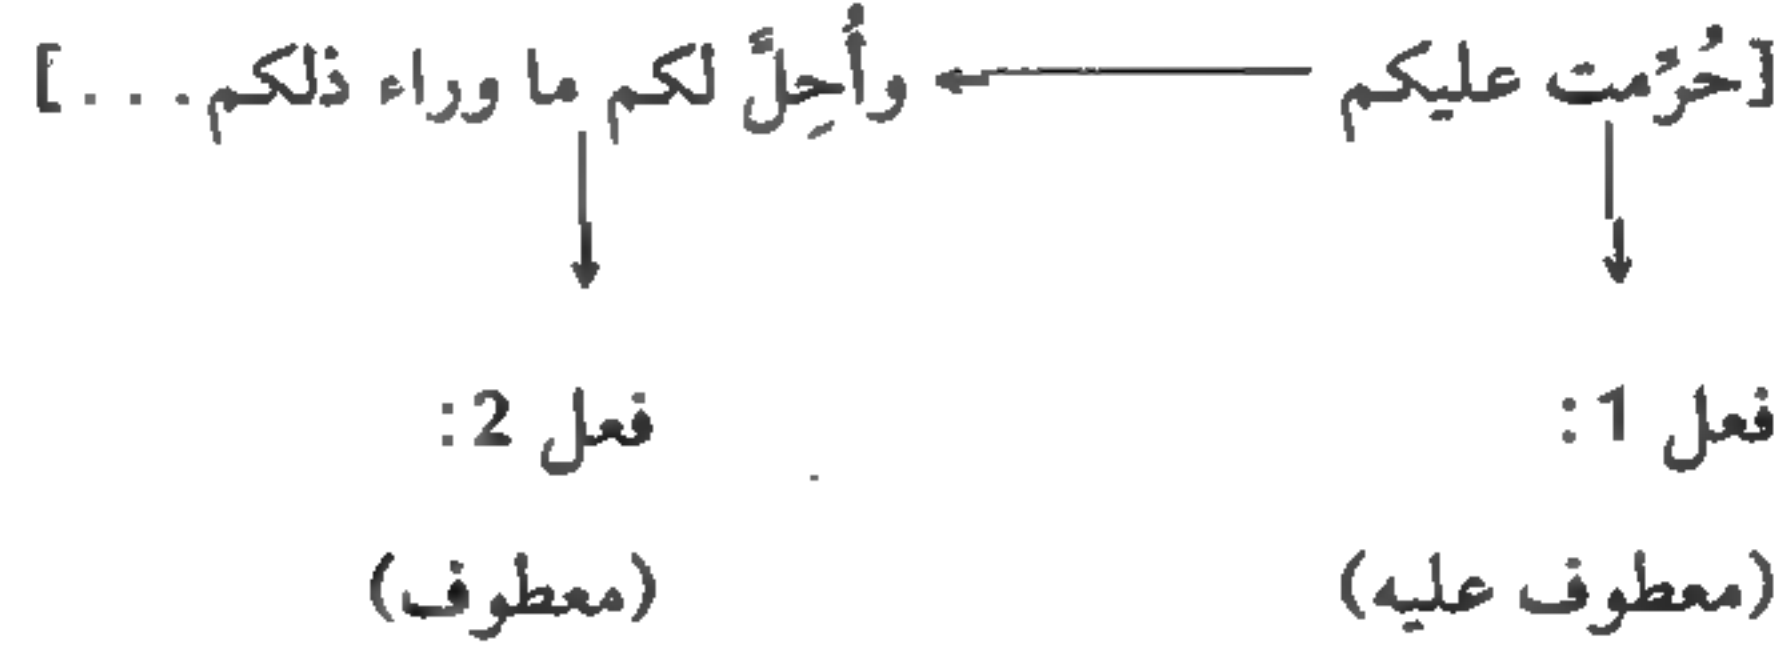 [حُرِّمت عليكم ← وأُحِلَّ لكم ما وراء ذلكم . . . ]
فعل 1 : فعل 2 :
(معطوف عليه) (معطوف)